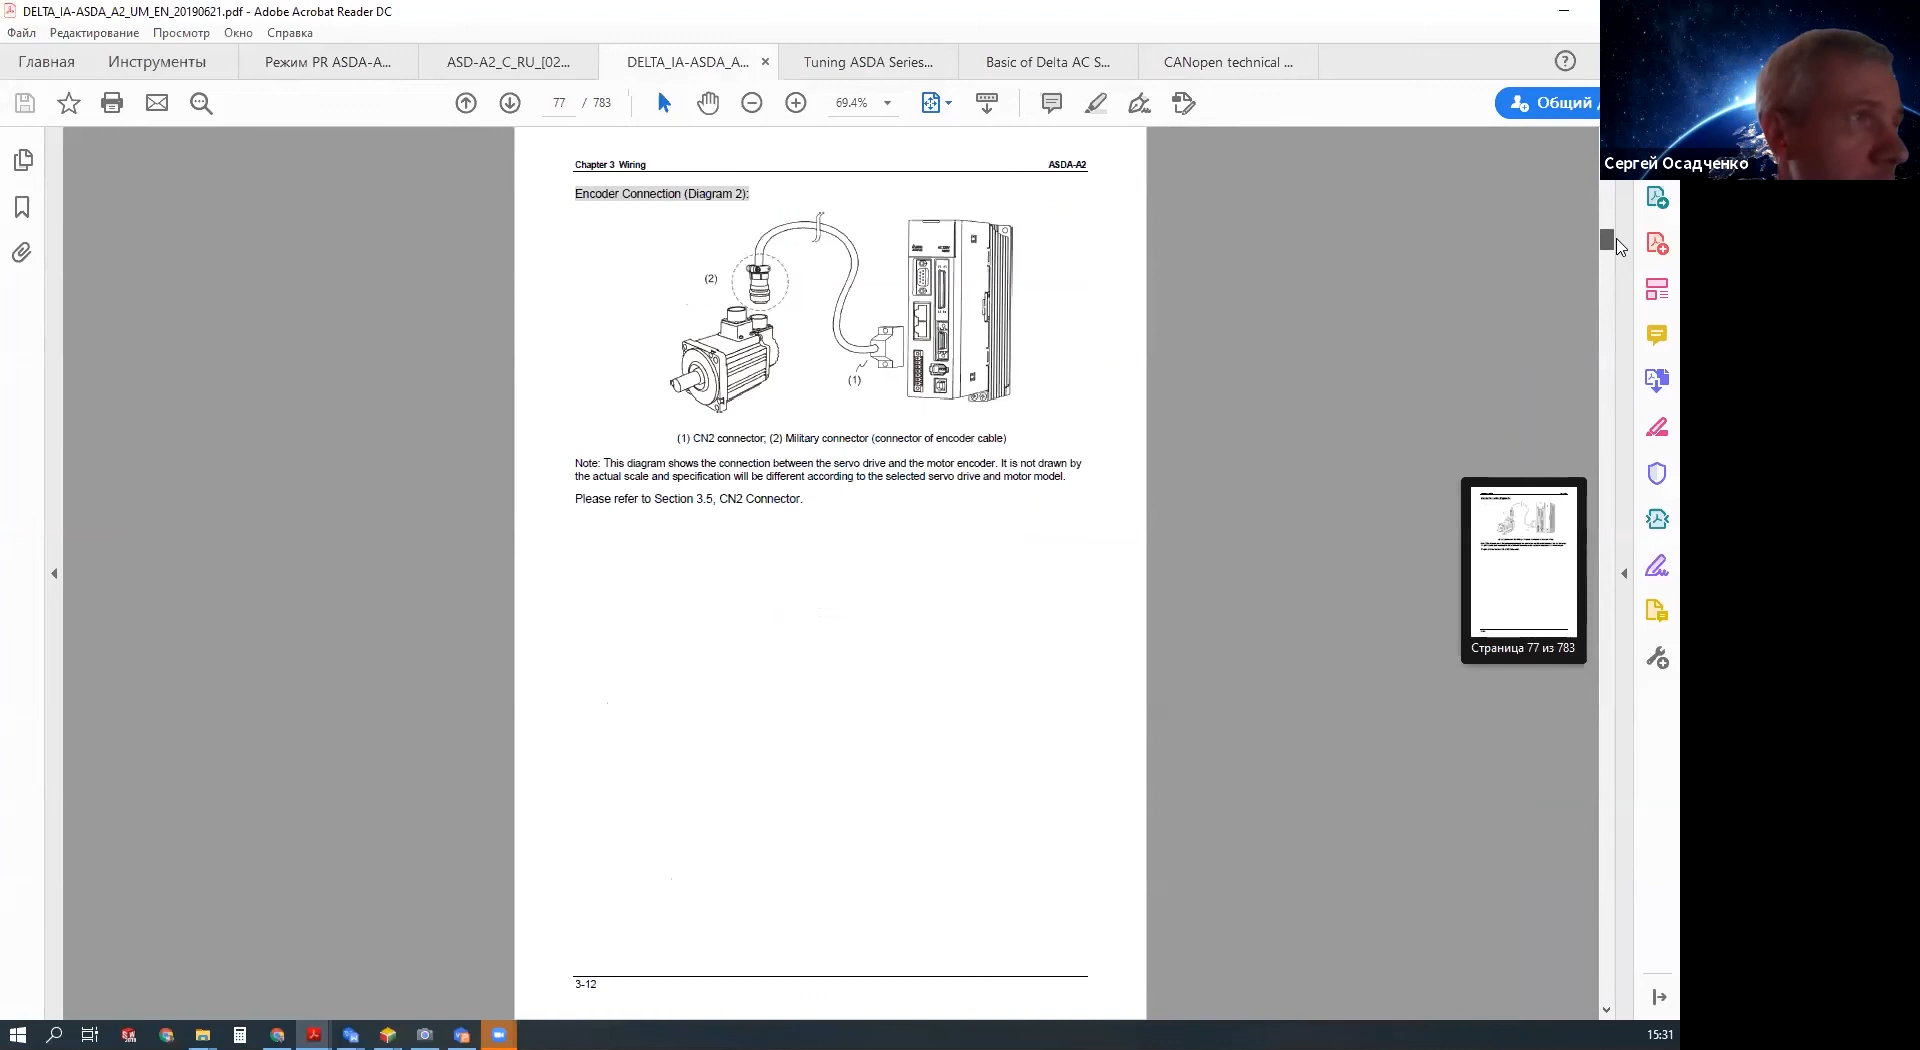 DELTA_IA-ASDA_A2_UM_EN_20190621.pdf - Adobe Acrobat Reader DC
Файл Редактирование Просмотр Окно Справка
Главная Инструменты Режим PR ASDA-A... ASD-A2_C_RU_[02... DELTA_IA-ASDA_A... Tuning ASDA Series... Basic of Delta AC S... CANopen technical ...
77 / 783 69.4% Общий
Сергей Осадченко
Chapter 3 Wiring ASDA-A2
Encoder Connection (Diagram 2):
(2)
(1)
(1) CN2 connector; (2) Military connector (connector of encoder cable)
Note: This diagram shows the connection between the servo drive and the motor encoder. It is not drawn by
the actual scale and specification will be different according to the selected servo drive and motor model.
Please refer to Section 3.5, CN2 Connector.
Страница 77 из 783
3-12
15:31